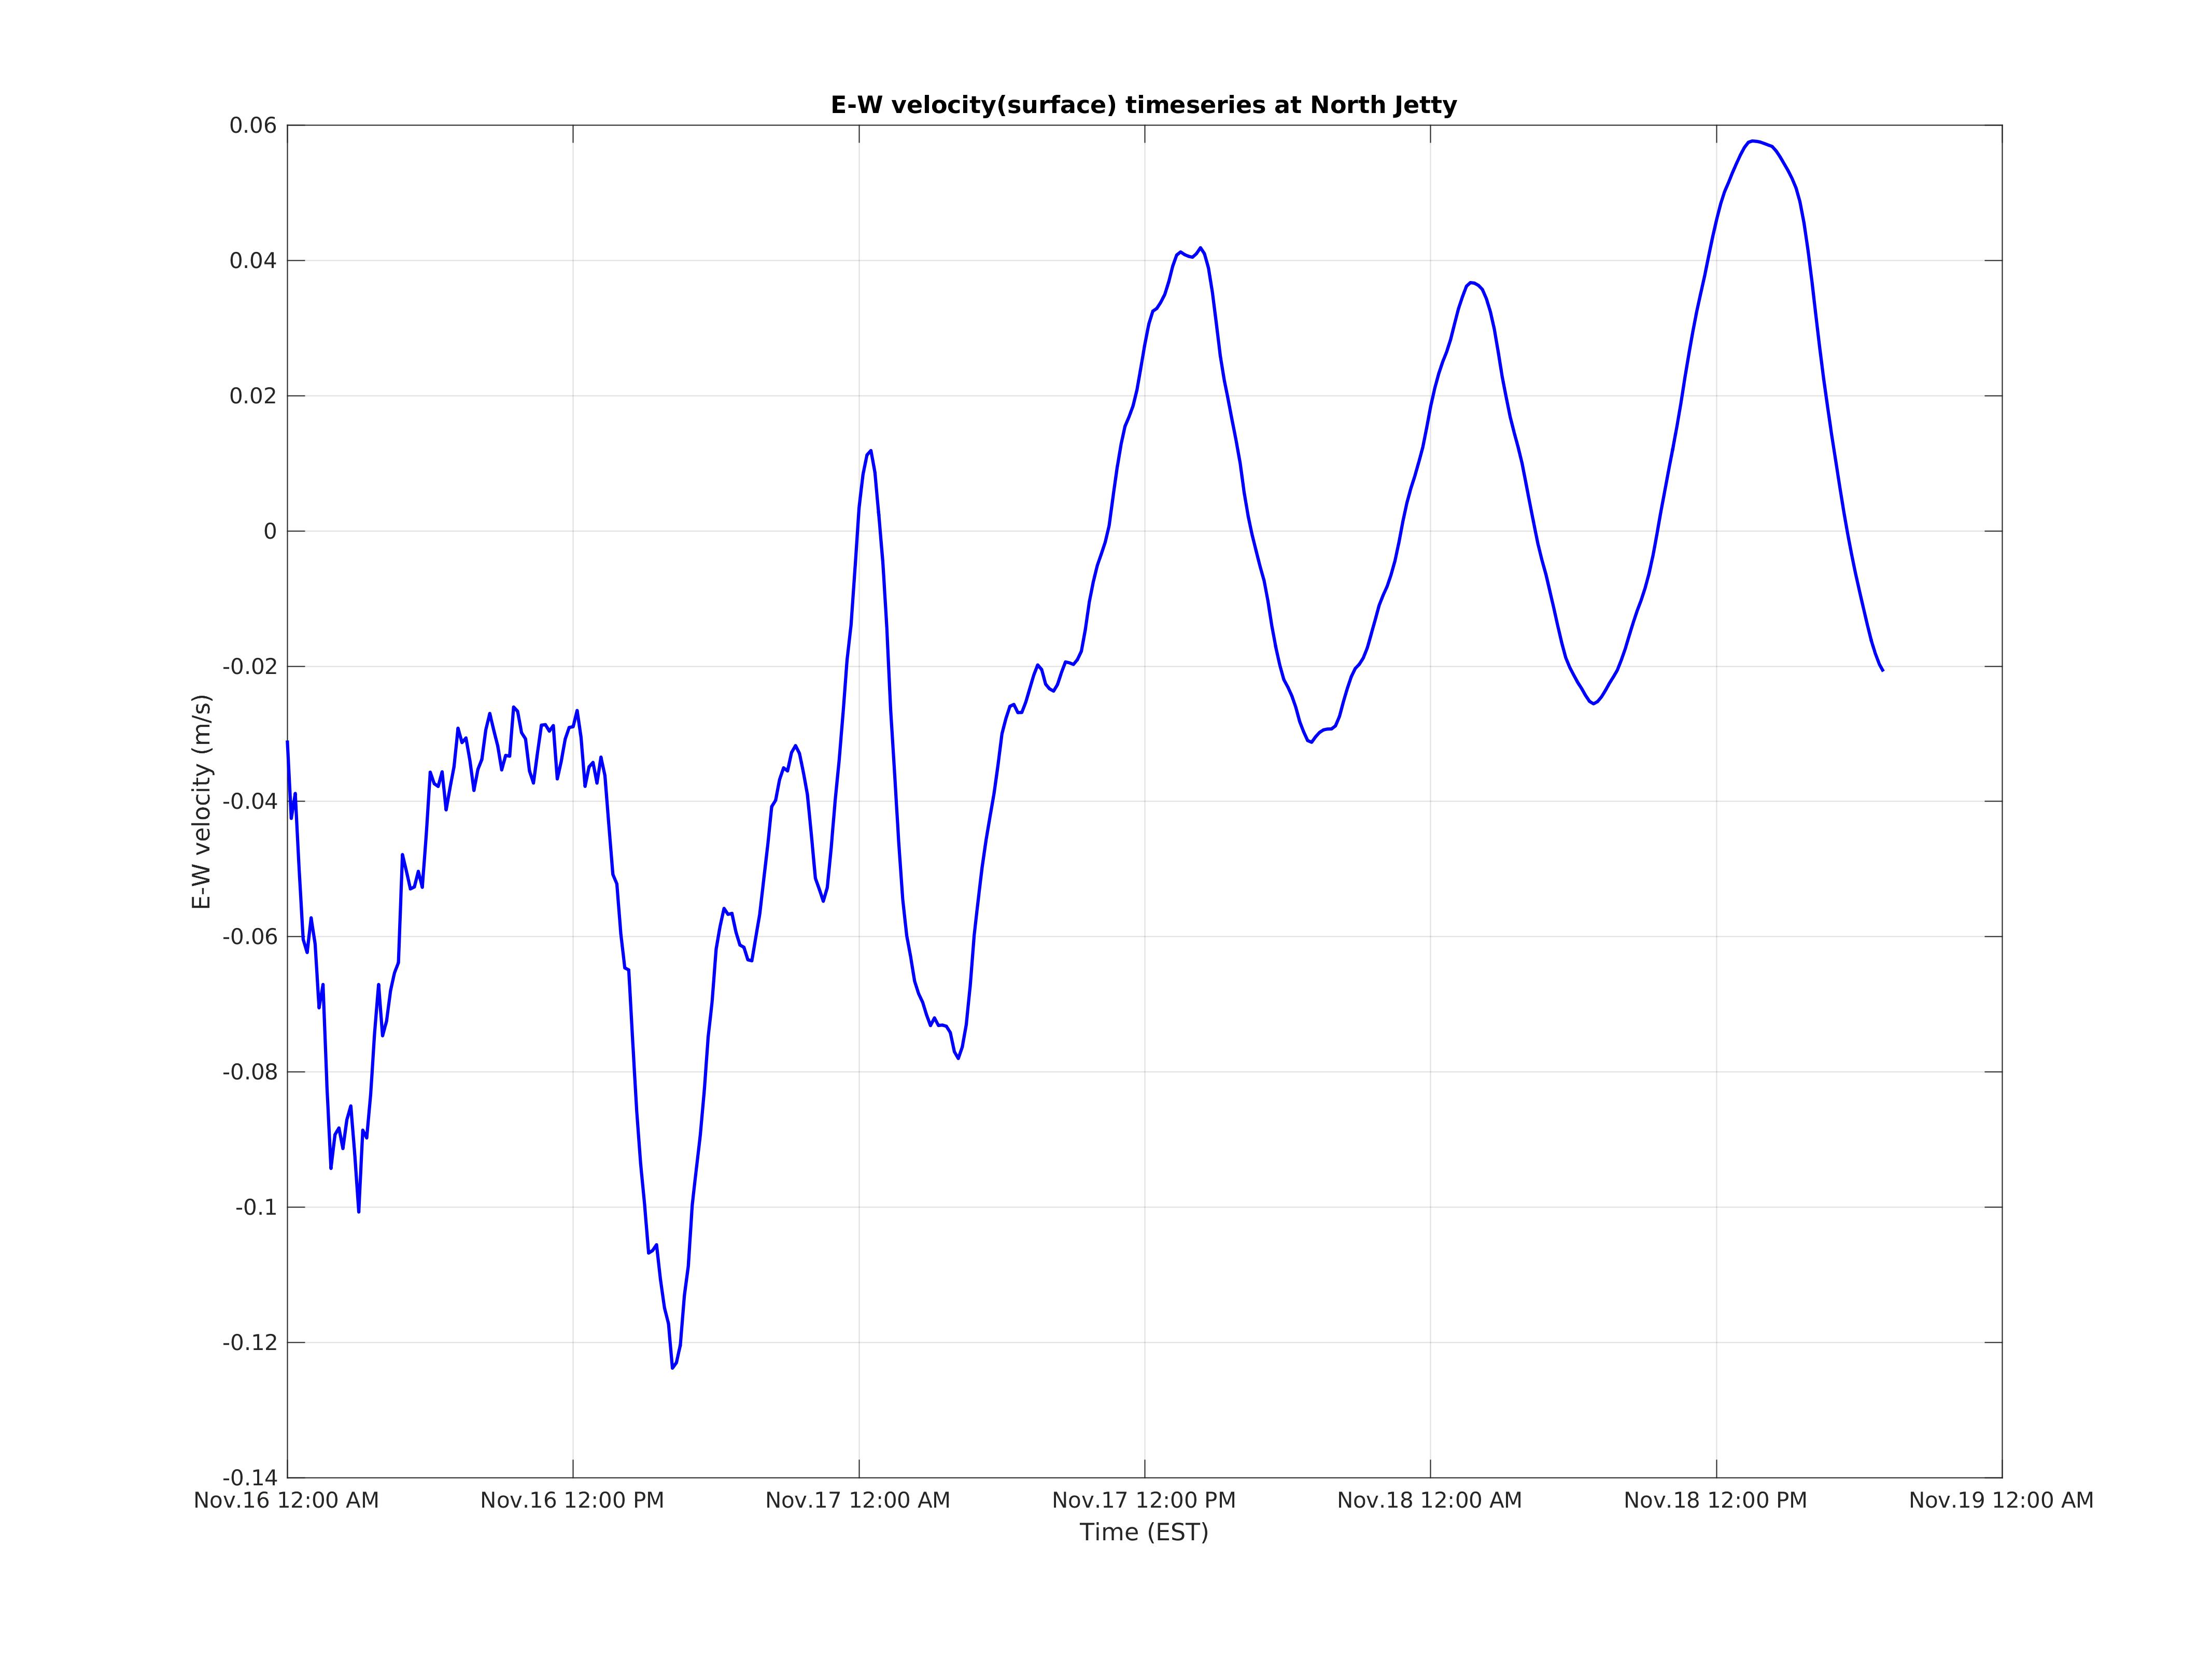 E-W velocity(surface) timeseries at North Jetty
0.06
0.04
0.02
0
-0.02
-0.04
-0.06
-0.08
-0.1
-0.12
-0.14
E-W velocity (m/s)
Nov.16 12:00 AM Nov.16 12:00 PM Nov.17 12:00 AM Nov.17 12:00 PM Nov.18 12:00 AM Nov.18 12:00 PM Nov.19 12:00 AM
Time (EST)